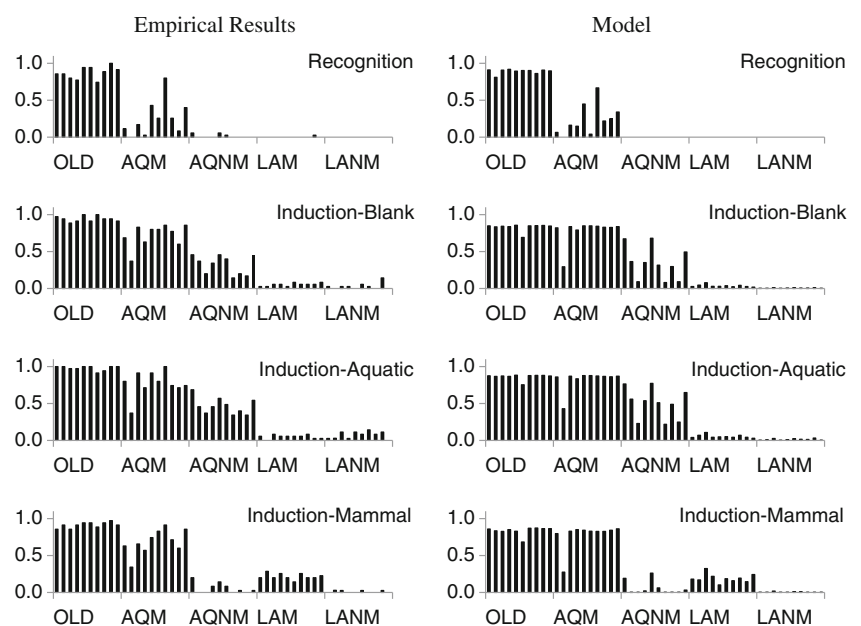 Empirical Results Model
Recognition Recognition
1.0 1.0
0.5 0.5
0.0 0.0
OLD AQM AQNM LAM LANM OLD AQM AQNM LAM LANM
Induction-Blank Induction-Blank
1.0 1.0
0.5 0.5
0.0 0.0
OLD AQM AQNM LAM LANM OLD AQM AQNM LAM LANM
Induction-Aquatic Induction-Aquatic
1.0 1.0
0.5 0.5
0.0 0.0
OLD AQM AQNM LAM LANM OLD AQM AQNM LAM LANM
Induction-Mammal Induction-Mammal
1.0 1.0
0.5 0.5
0.0 0.0
OLD AQM AQNM LAM LANM OLD AQM AQNM LAM LANM